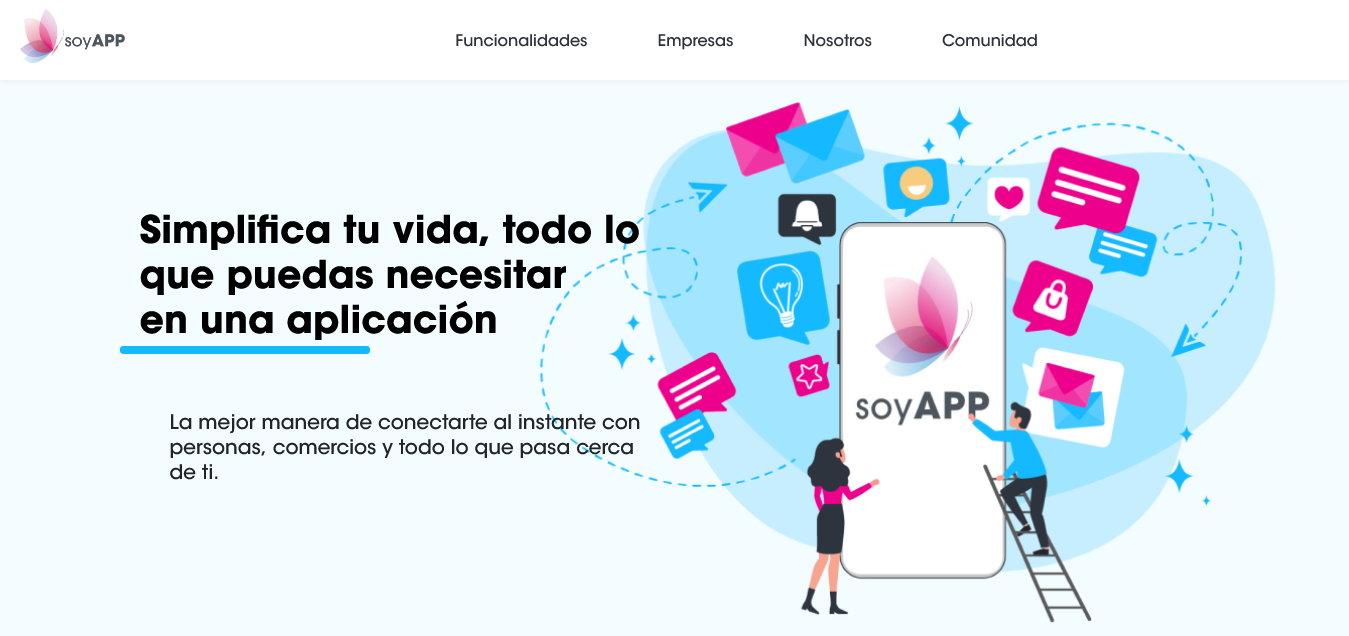 soyAPP
Funcionalidades
Empresas
Nosotros
Comunidad
Simplifica tu vida, todo lo
que puedas necesitar
en una aplicación
La mejor manera de conectarte al instante con
personas, comercios y todo lo que pasa cerca
de ti.
soyAPP